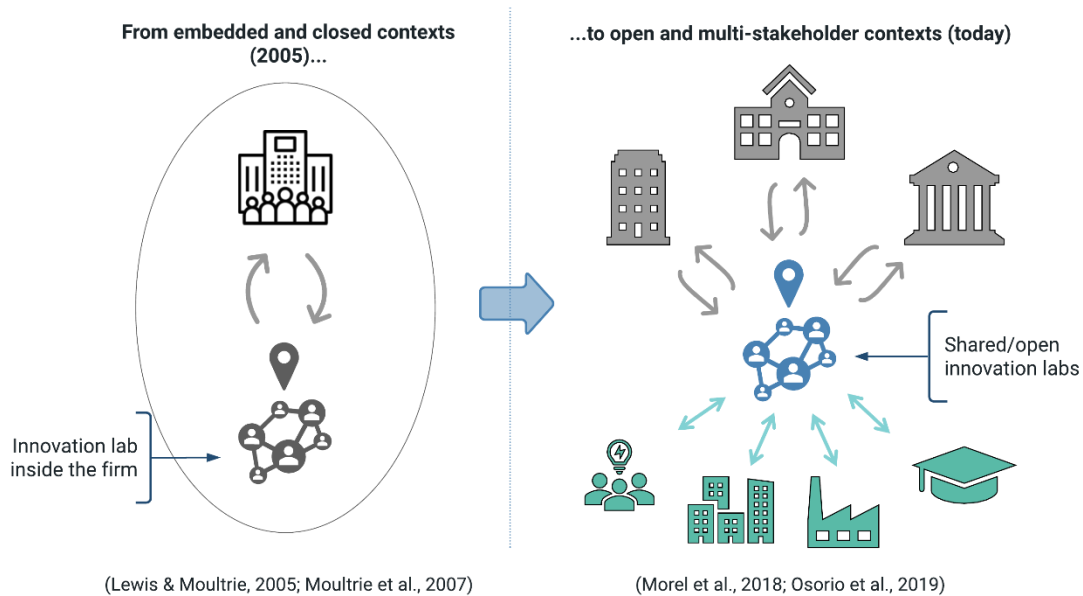 From embedded and closed contexts
(2005)...
...to open and multi-stakeholder contexts (today)
Innovation lab
inside the firm
Shared/open
innovation labs
(Lewis & Moultrie, 2005; Moultrie et al., 2007)
(Morel et al., 2018; Osorio et al., 2019)